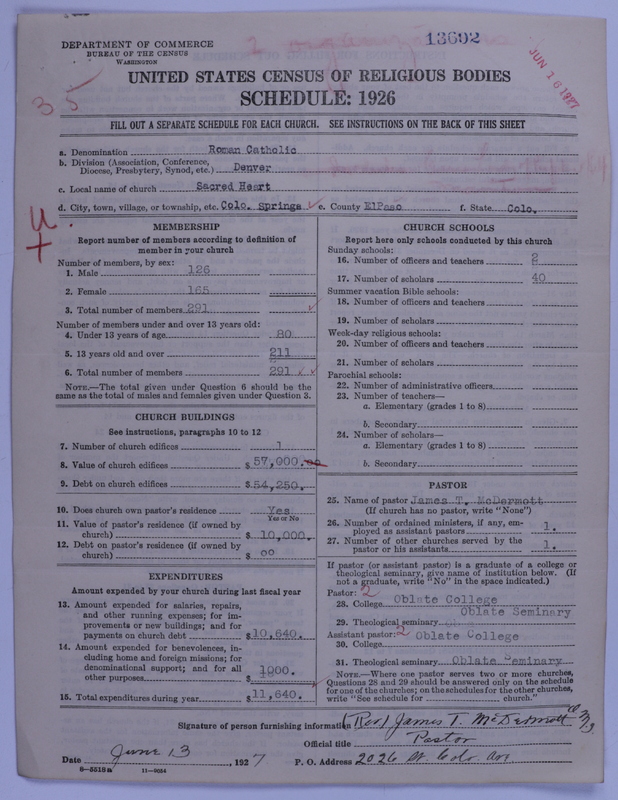 13692
DEPARTMENT OF COMMERCE
BUREAU OF THE CENSUS
WASHINGTON
JUN 16 1927
35
UNITED STATES CENSUS OF RELIGIOUS BODIES
SCHEDULE: 1926
FILL OUT A SEPARATE SCHEDULE FOR EACH CHURCH. SEE INSTRUCTIONS ON THE BACK OF THIS SHEET
a. Denomination Roman Catholic
b. Division (Association, Conference,
Diocese, Presbytery, Synod, etc.) Denver
c. Local name of church Sacred Heart
d. City, town, village, or township, etc. Colo. Springs e. County ElPaso f. State Colo.
MEMBERSHIP
Report number of members according to definition of
member in your church
Number of members, by sex:
1. Male 126
2. Female 165
3. Total number of members 291
Number of members under and over 13 years old:
4. Under 13 years of age 80
5. 13 years old and over 211
6. Total number of members 291
NOTE.—The total given under Question 6 should be the
same as the total of males and females given under Question 3.
CHURCH BUILDINGS
See instructions, paragraphs 10 to 12
7. Number of church edifices 1
8. Value of church edifices $57,000.00
9. Debt on church edifices $54,250.
10. Does church own pastor's residence Yes
Yes or No
11. Value of pastor's residence (if owned by
church) $10,000.
12. Debt on pastor's residence (if owned by
church) $00
EXPENDITURES
Amount expended by your church during last fiscal year
13. Amount expended for salaries, repairs,
and other running expenses; for im-
provements or new buildings; and for
payments on church debt $10,640.
14. Amount expended for benevolences, in-
cluding home and foreign missions; for
denominational support; and for all
other purposes $1000.
15. Total expenditures during year $11,640.
CHURCH SCHOOLS
Report here only schools conducted by this church
Sunday schools:
16. Number of officers and teachers 2
17. Number of scholars 40
Summer vacation Bible schools:
18. Number of officers and teachers
19. Number of scholars
Week-day religious schools:
20. Number of officers and teachers
21. Number of scholars
Parochial schools:
22. Number of administrative officers
23. Number of teachers—
a. Elementary (grades 1 to 8)
b. Secondary
24. Number of scholars—
a. Elementary (grades 1 to 8)
b. Secondary
PASTOR
25. Name of pastor James T. McDermott
(If church has no pastor, write "None")
26. Number of ordained ministers, if any, em-
ployed as assistant pastors 1.
27. Number of other churches served by the
pastor or his assistants 1.
If pastor (or assistant pastor) is a graduate of a college or
theological seminary, give name of institution below. (If
not a graduate, write "No" in the space indicated.)
Pastor: 2
28. College Oblate College
29. Theological seminary Oblate Seminary
Assistant pastor: 2
30. College Oblate College
31. Theological seminary Oblate Seminary
NOTE.—Where one pastor serves two or more churches,
Questions 28 and 29 should be answered only on the schedule
for one of the churches; on the schedules for the other churches,
write "See schedule for church."
Signature of person furnishing information (Rev) James T. McDermott
Official title Pastor
Date June 13, 1927 P. O. Address 2026 W. Colo. Ave
8—5518a 11—9034